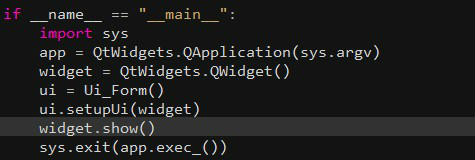 if __name__ == "__main__":
    import sys
    app = QtWidgets.QApplication(sys.argv)
    widget = QtWidgets.QWidget()
    ui = Ui_Form()
    ui.setupUi(widget)
    widget.show()
    sys.exit(app.exec_())